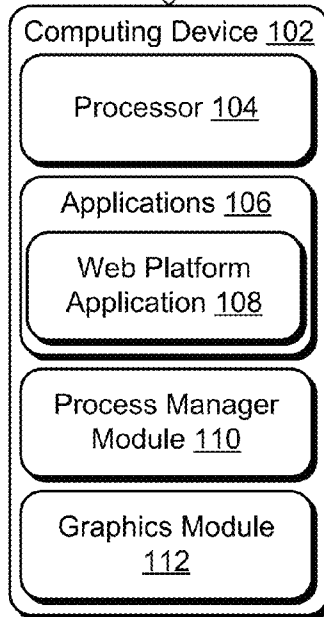 Computing Device 102
Processor 104
Applications 106
Web Platform
Application 108
Process Manager
Module 110
Graphics Module
112